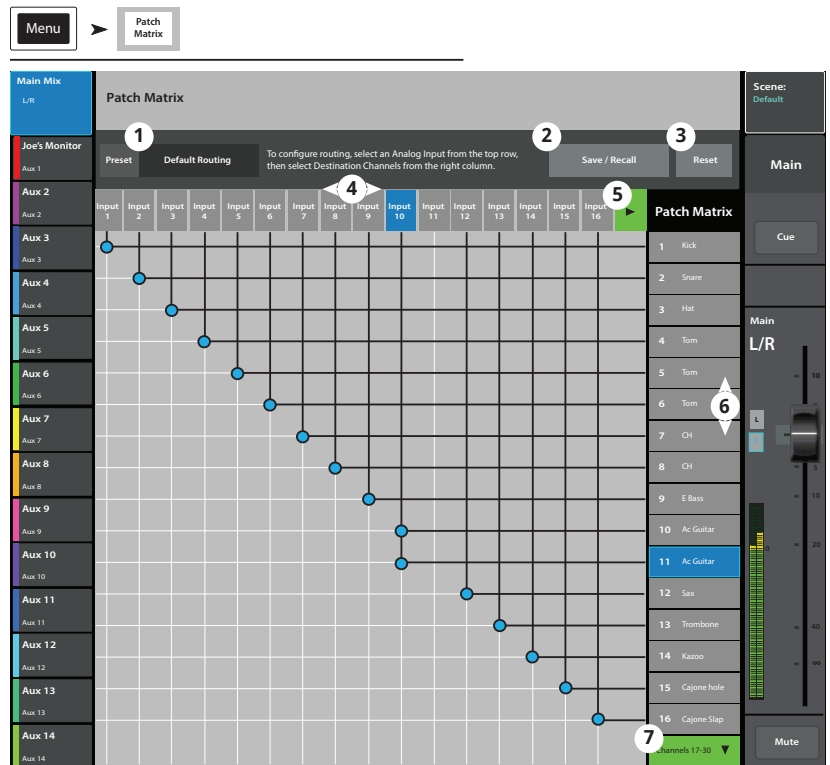 Menu
Patch
Matrix
Main Mix
L/R
Patch Matrix
Scene:
Default
Joe's Monitor
Aux 1
Aux 2
Aux 2
Aux 3
Aux 3
Aux 4
Aux 4
Aux 5
Aux 5
Aux 6
Aux 6
Aux 7
Aux 7
Aux 8
Aux 8
Aux 9
Aux 9
Aux 10
Aux 10
Aux 11
Aux 11
Aux 12
Aux 12
Aux 13
Aux 13
Aux 14
Aux 14
1
2
3
Preset
Default Routing
To configure routing, select an Analog Input from the top row,
then select Destination Channels from the right column.
Save / Recall
Reset
4
5
Input 1
Input 2
Input 3
Input 4
Input 5
Input 6
Input 7
Input 8
Input 9
Input 10
Input 11
Input 12
Input 13
Input 14
Input 15
Input 16
Patch Matrix
1 Kick
2 Snare
3 Hat
4 Tom
5 Tom
6 Tom
6
7 CH
8 CH
9 E Bass
10 Ac Guitar
11 Ac Guitar
12 Sax
13 Trombone
14 Kazoo
15 Cajone hole
16 Cajone Slap
7
Channels 17-30
Main
Cue
Main
L/R
10
L
5
10
0
20
40
∞
Mute